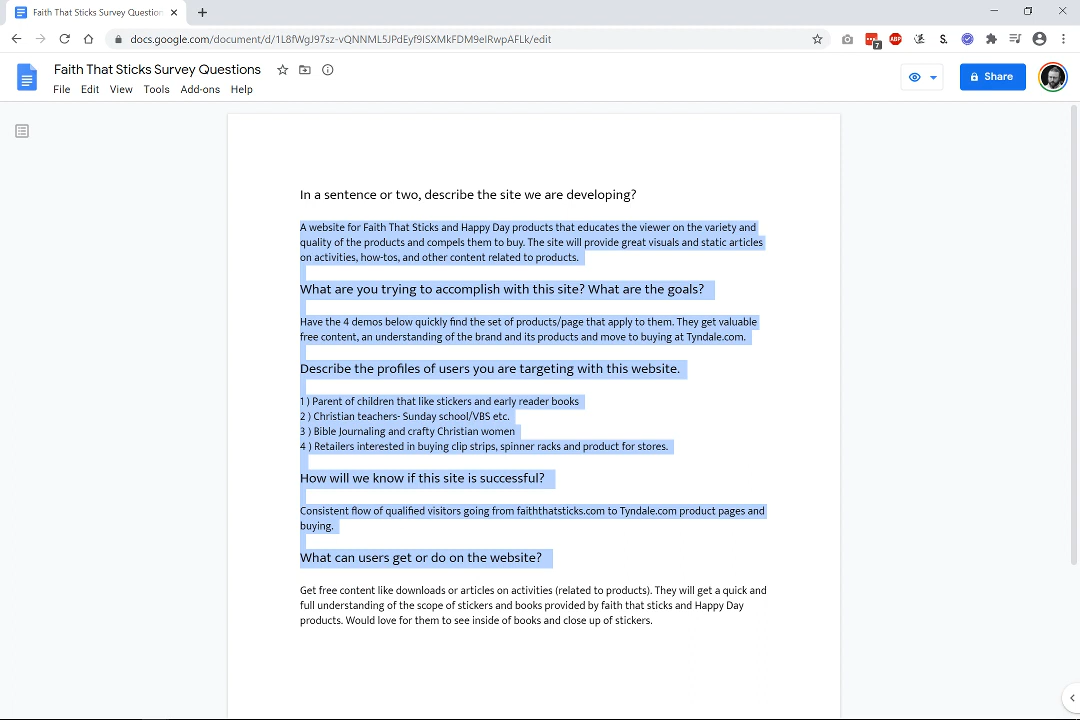 Faith That Sticks Survey Question
docs.google.com/document/d/1L8fWgJ97sz-vQNNML5JPdEyf9ISXMkFDM9eIRwpAFLk/edit
7
ABP
S.
Faith That Sticks Survey Questions
File Edit View Tools Add-ons Help
Share
In a sentence or two, describe the site we are developing?
A website for Faith That Sticks and Happy Day products that educates the viewer on the variety and
quality of the products and compels them to buy. The site will provide great visuals and static articles
on activities, how-tos, and other content related to products.
What are you trying to accomplish with this site? What are the goals?
Have the 4 demos below quickly find the set of products/page that apply to them. They get valuable
free content, an understanding of the brand and its products and move to buying at Tyndale.com.
Describe the profiles of users you are targeting with this website.
1 ) Parent of children that like stickers and early reader books
2 ) Christian teachers- Sunday school/VBS etc.
3 ) Bible Journaling and crafty Christian women
4 ) Retailers interested in buying clip strips, spinner racks and product for stores.
How will we know if this site is successful?
Consistent flow of qualified visitors going from faiththatsticks.com to Tyndale.com product pages and
buying.
What can users get or do on the website?
Get free content like downloads or articles on activities (related to products). They will get a quick and
full understanding of the scope of stickers and books provided by faith that sticks and Happy Day
products. Would love for them to see inside of books and close up of stickers.